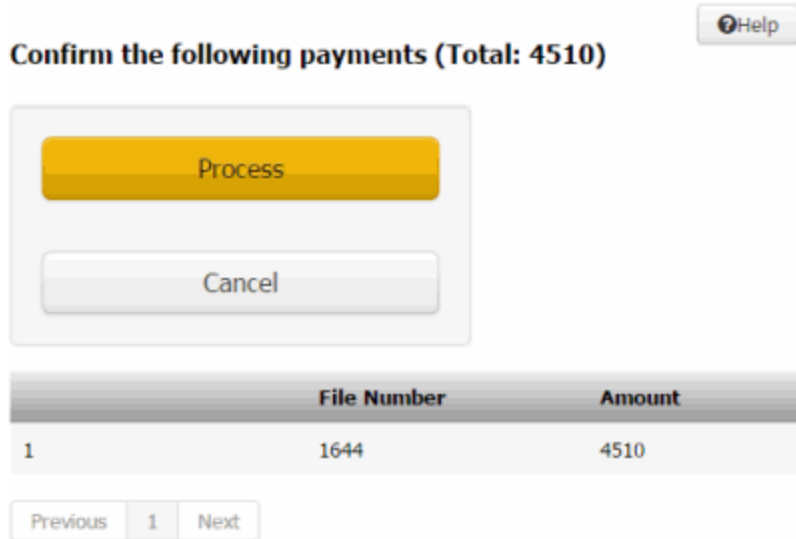 Help
Confirm the following payments (Total: 4510)
Process
Cancel
File Number Amount
1 1644 4510
Previous 1 Next